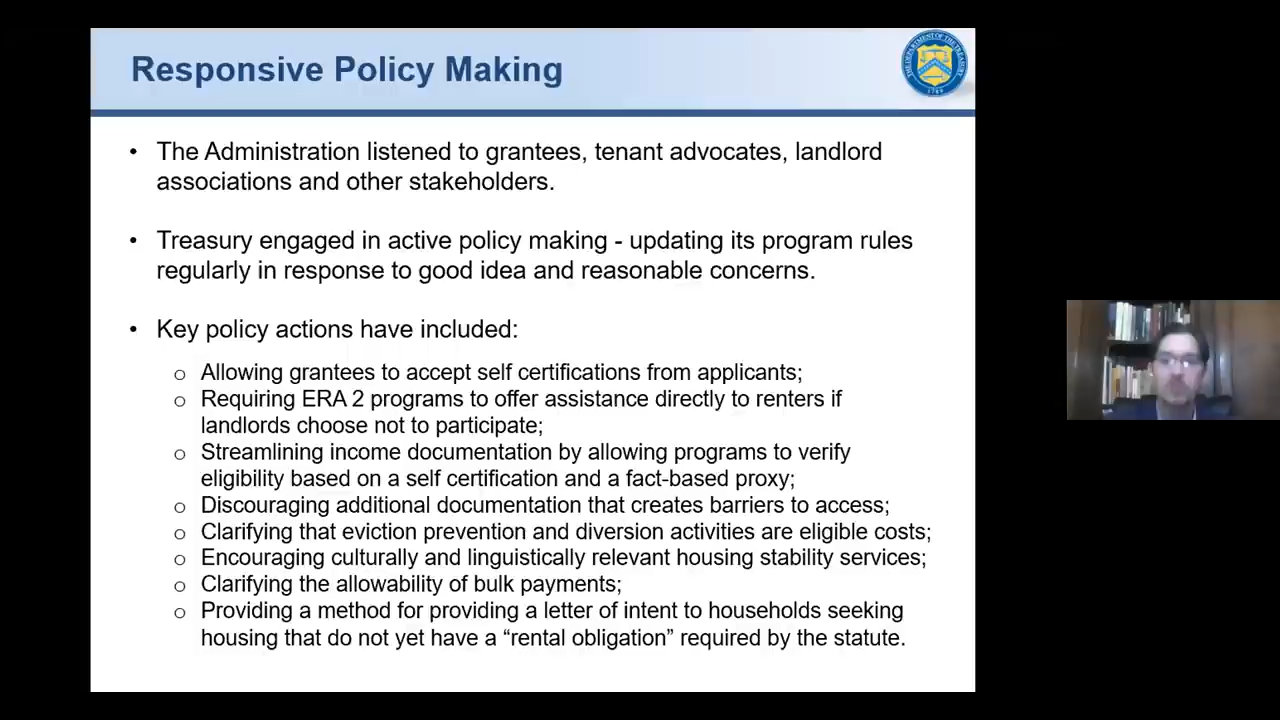 Responsive Policy Making
THE DEPARTMENT OF THE TREASURY
1789
• The Administration listened to grantees, tenant advocates, landlord
associations and other stakeholders.
• Treasury engaged in active policy making - updating its program rules
regularly in response to good idea and reasonable concerns.
• Key policy actions have included:
o Allowing grantees to accept self certifications from applicants;
o Requiring ERA 2 programs to offer assistance directly to renters if
landlords choose not to participate;
o Streamlining income documentation by allowing programs to verify
eligibility based on a self certification and a fact-based proxy;
o Discouraging additional documentation that creates barriers to access;
o Clarifying that eviction prevention and diversion activities are eligible costs;
o Encouraging culturally and linguistically relevant housing stability services;
o Clarifying the allowability of bulk payments;
o Providing a method for providing a letter of intent to households seeking
housing that do not yet have a “rental obligation” required by the statute.